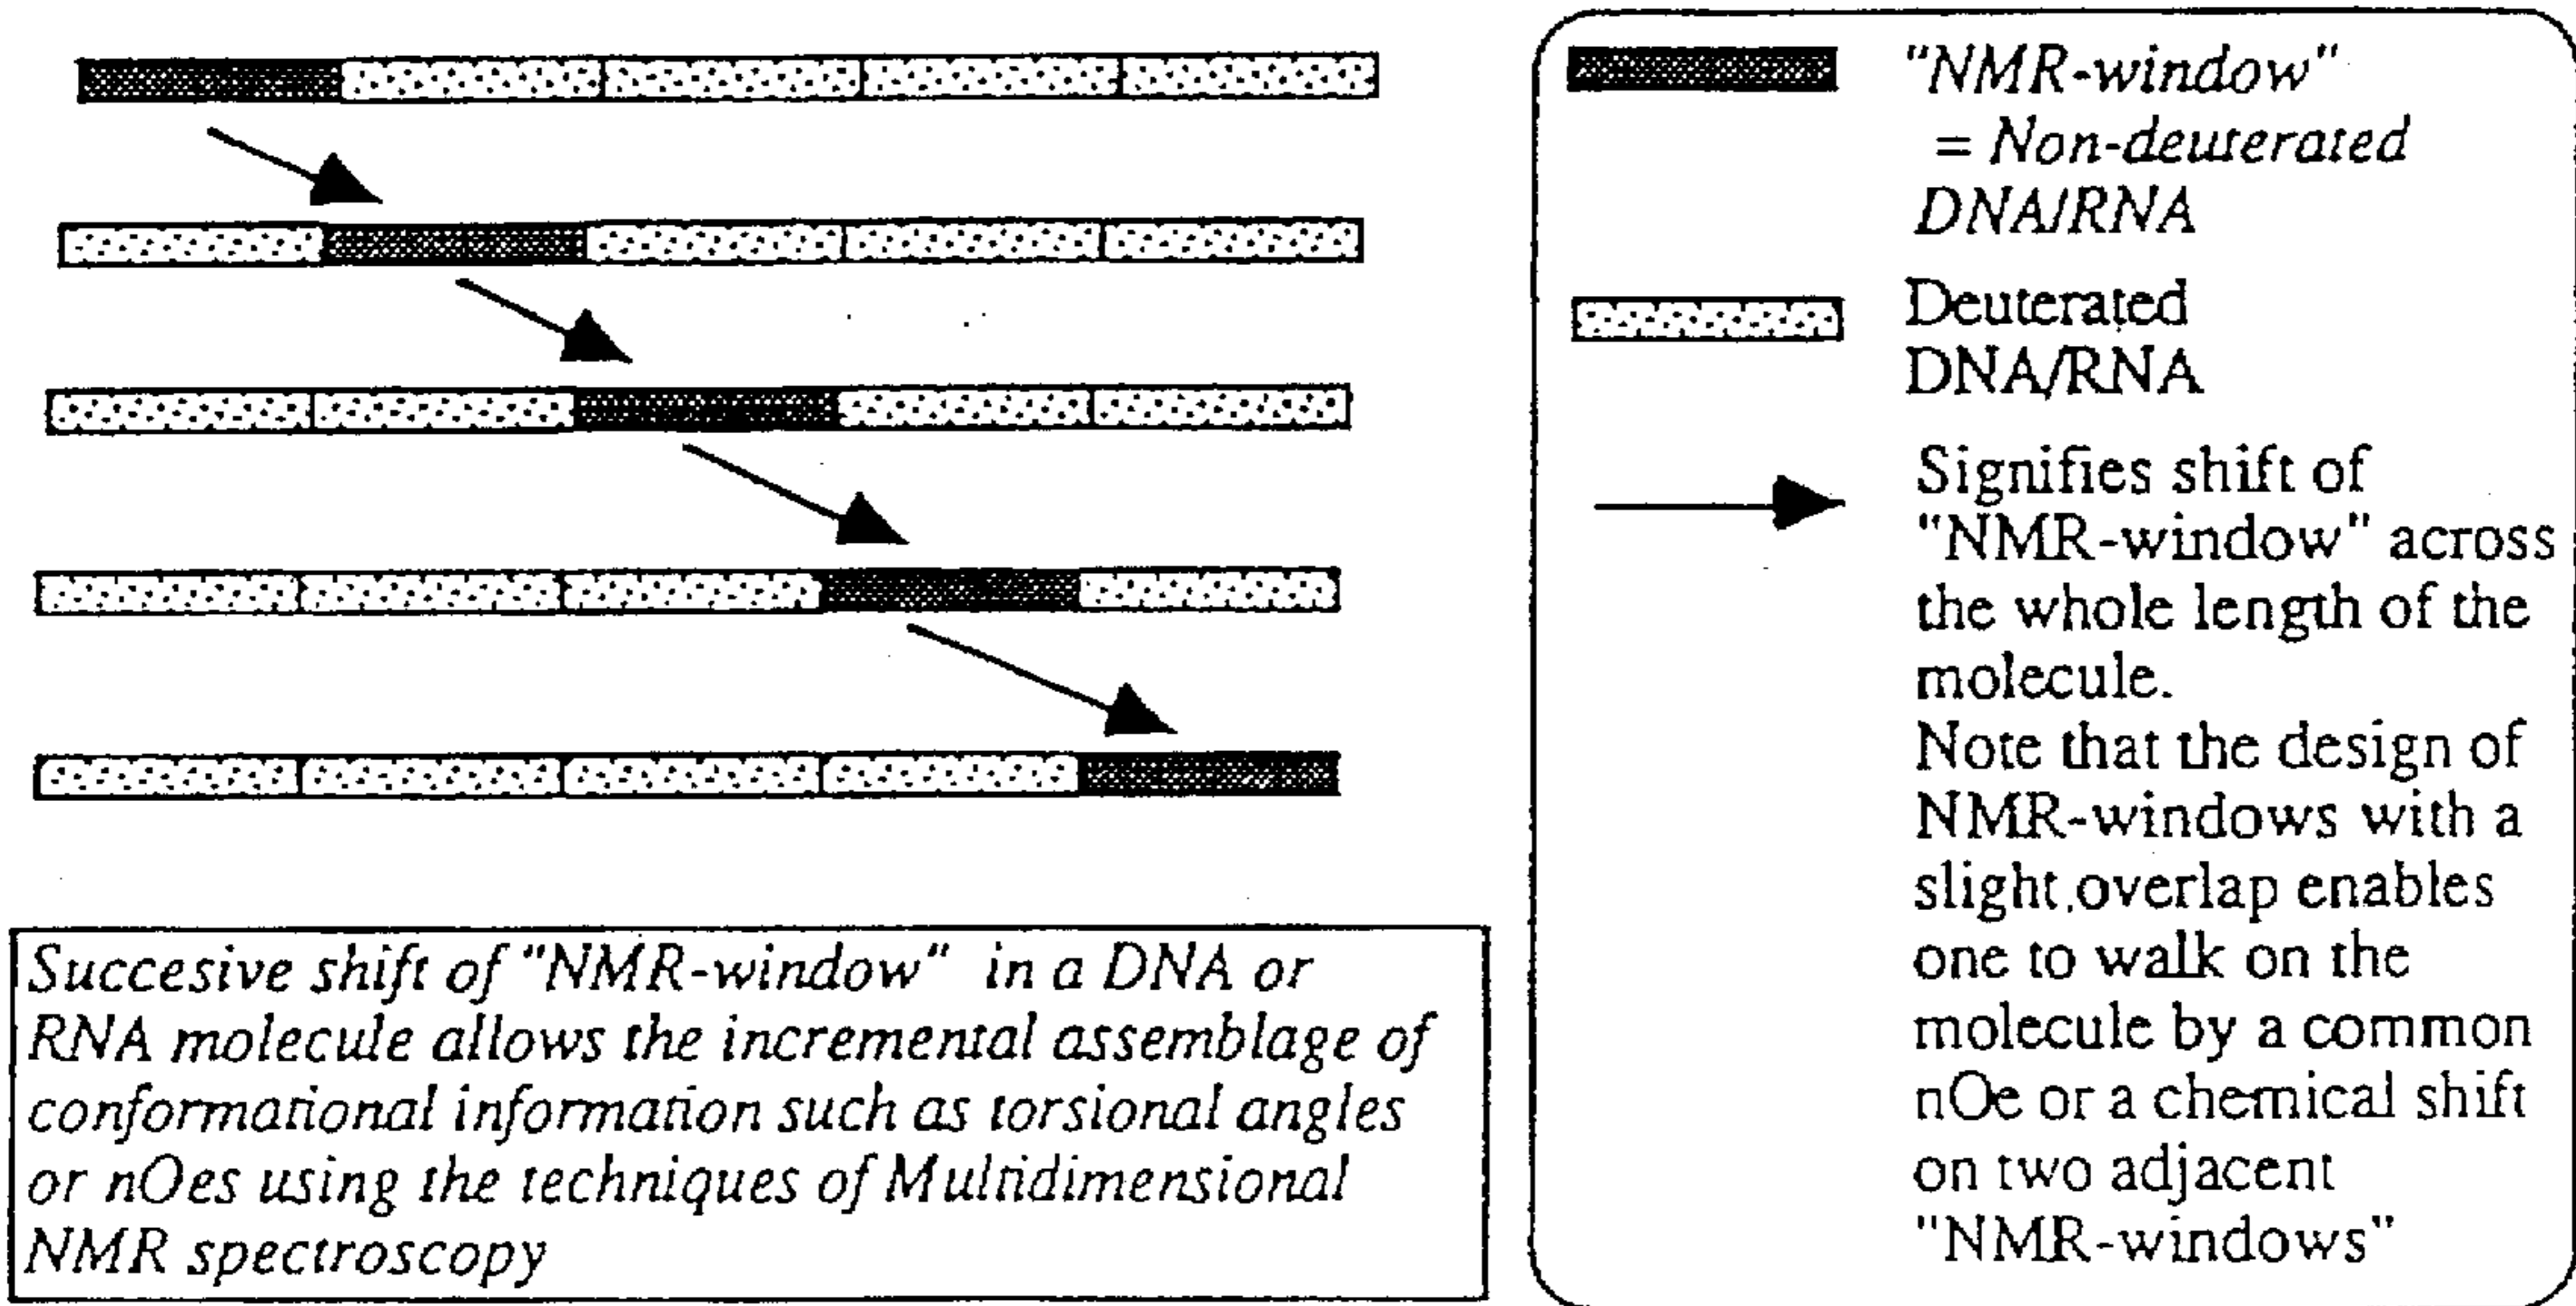 "NMR-window"
= Non-deuterated
DNA/RNA
Deuterated
DNA/RNA
Signifies shift of
"NMR-window" across
the whole length of the
molecule.
Note that the design of
NMR-windows with a
slight overlap enables
one to walk on the
molecule by a common
nOe or a chemical shift
on two adjacent
"NMR-windows"
Succesive shift of "NMR-window" in a DNA or
RNA molecule allows the incremental assemblage of
conformational information such as torsional angles
or nOes using the techniques of Multidimensional
NMR spectroscopy